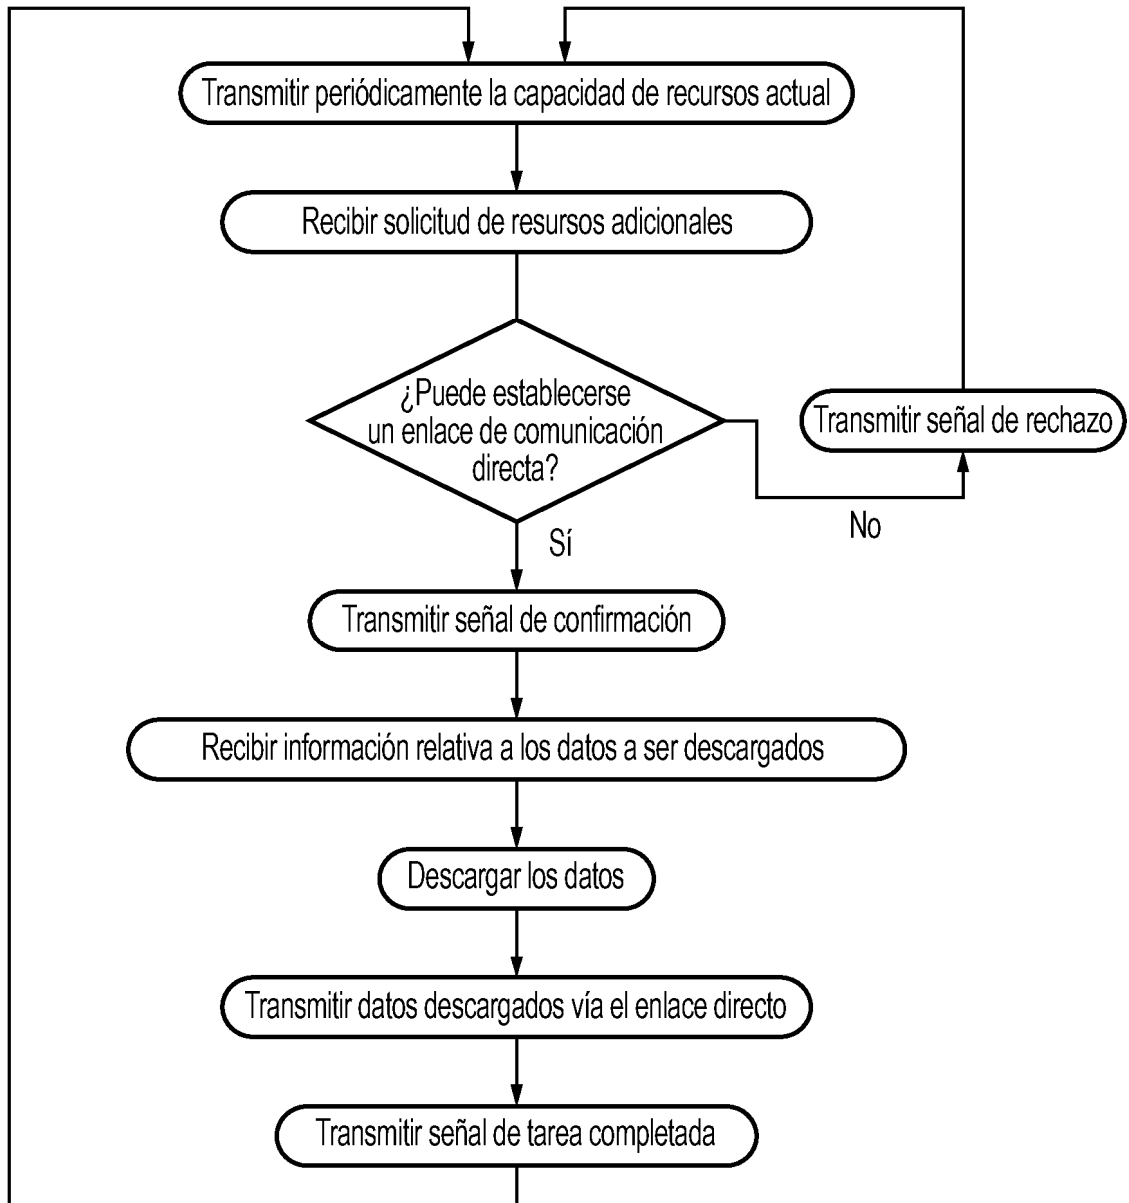 Transmitir periódicamente la capacidad de recursos actual
Recibir solicitud de resursos adicionales
¿Puede establecerse
un enlace de comunicación
directa?
Transmitir señal de rechazo
No
Sí
Transmitir señal de confirmación
Recibir información relativa a los datos a ser descargados
Descargar los datos
Transmitir datos descargados vía el enlace directo
Transmitir señal de tarea completada